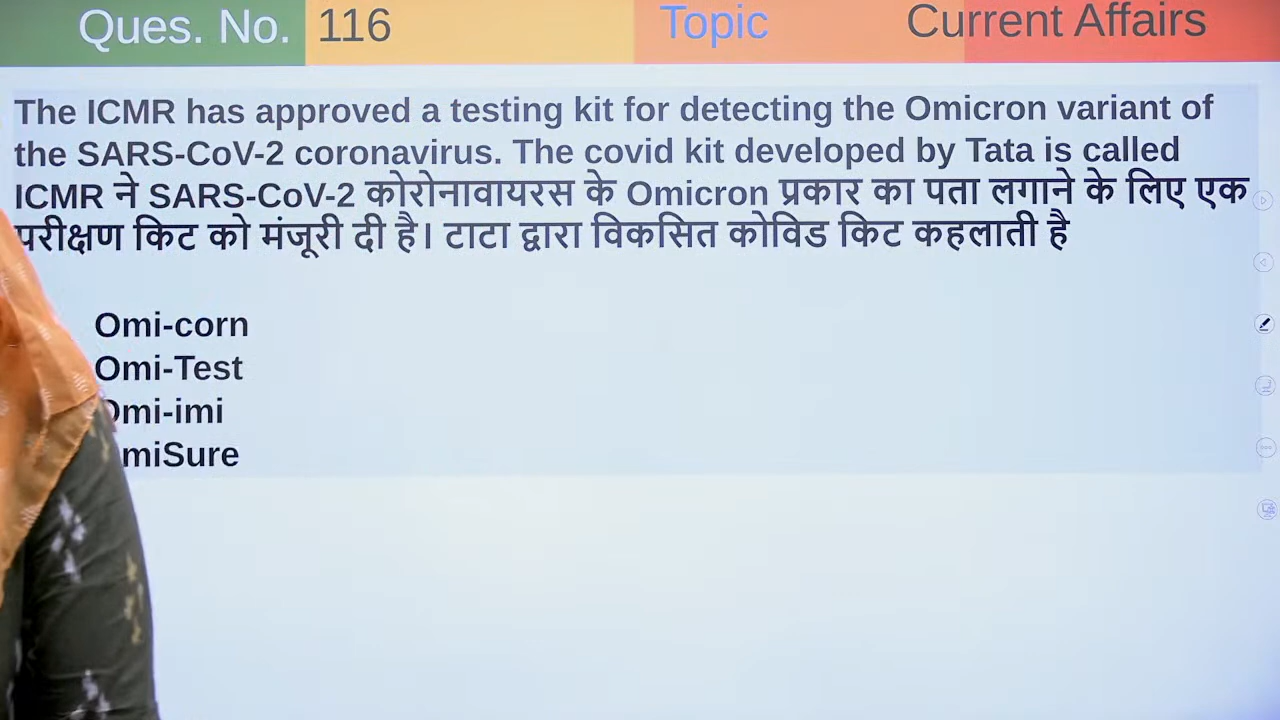 Ques. No. 116 Topic Current Affairs
The ICMR has approved a testing kit for detecting the Omicron variant of
the SARS-CoV-2 coronavirus. The covid kit developed by Tata is called
ICMR ने SARS-CoV-2 कोरोनावायरस के Omicron प्रकार का पता लगाने के लिए एक
परीक्षण किट को मंजूरी दी है। टाटा द्वारा विकसित कोविड किट कहलाती है
Omi-corn
Omi-Test
Omi-imi
miSure